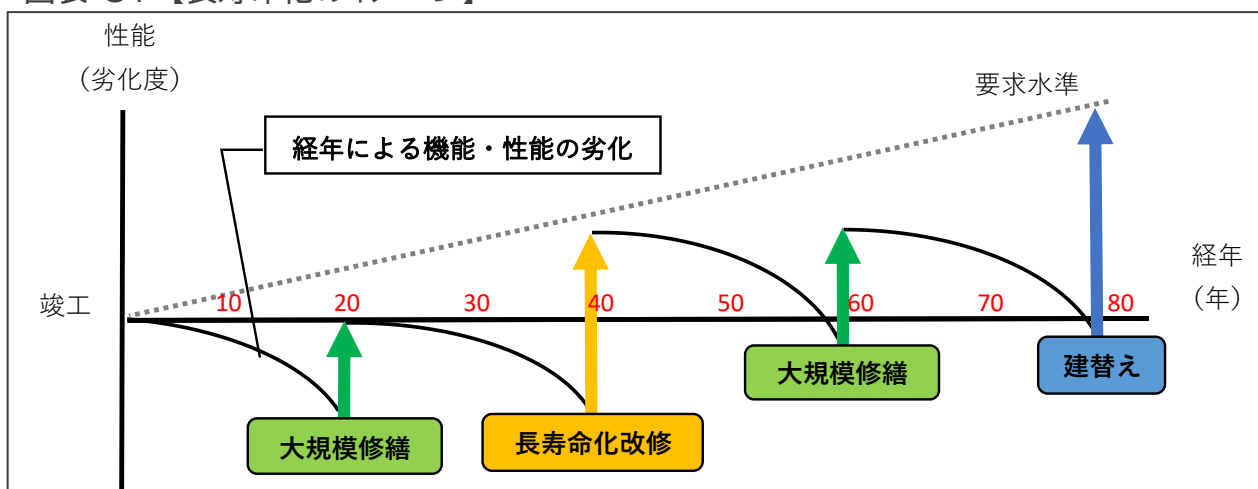 性能
（劣化度）
要求水準
経年による機能・性能の劣化
経年
（年）
竣工
10 20 30 40 50 60 70 80
大規模修繕
長寿命化改修
大規模修繕
建替え